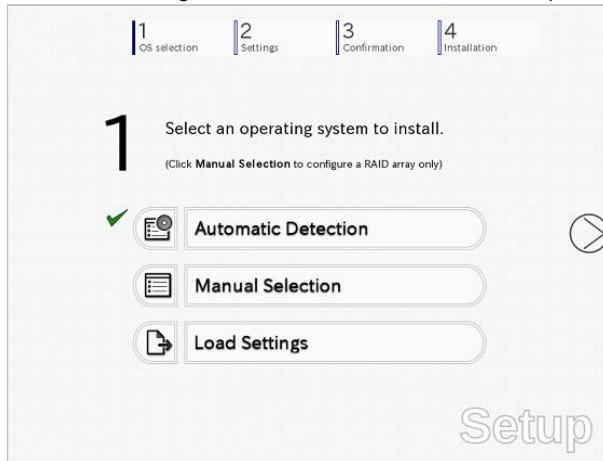 1
OS selection
2
Settings
3
Confirmation
4
Installation
1
Select an operating system to install.
(Click Manual Selection to configure a RAID array only)
Automatic Detection
Manual Selection
Load Settings
Setup